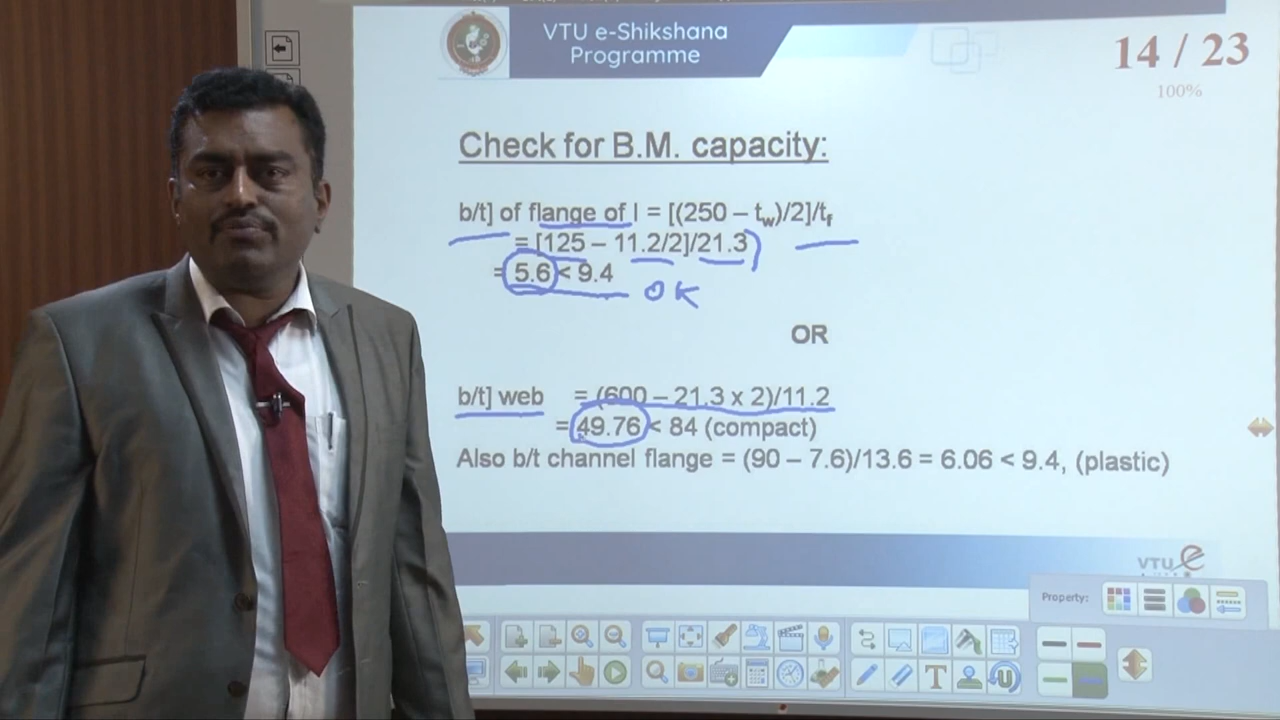 VTU e-Shikshana
Programme
14 / 23
100%
Check for B.M. capacity:
b/t] of flange of I = [(250 – tw)/2]/tf
= [125 – 11.2/2]/21.3
= 5.6 < 9.4
OK
OR
b/t] web = (600 – 21.3 x 2)/11.2
= 49.76 < 84 (compact)
Also b/t channel flange = (90 – 7.6)/13.6 = 6.06 < 9.4, (plastic)
VTU e
Property:
T